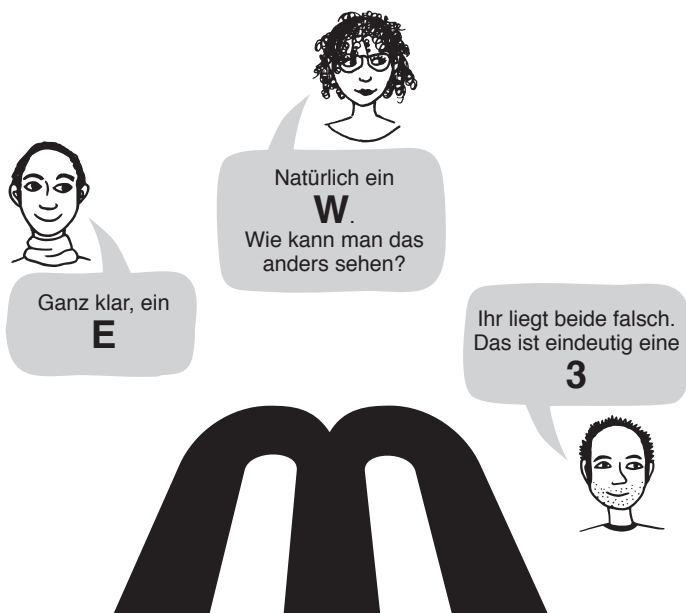 Natürlich ein
W.
Wie kann man das
anders sehen?
Ganz klar, ein
E
Ihr liegt beide falsch.
Das ist eindeutig eine
3
m